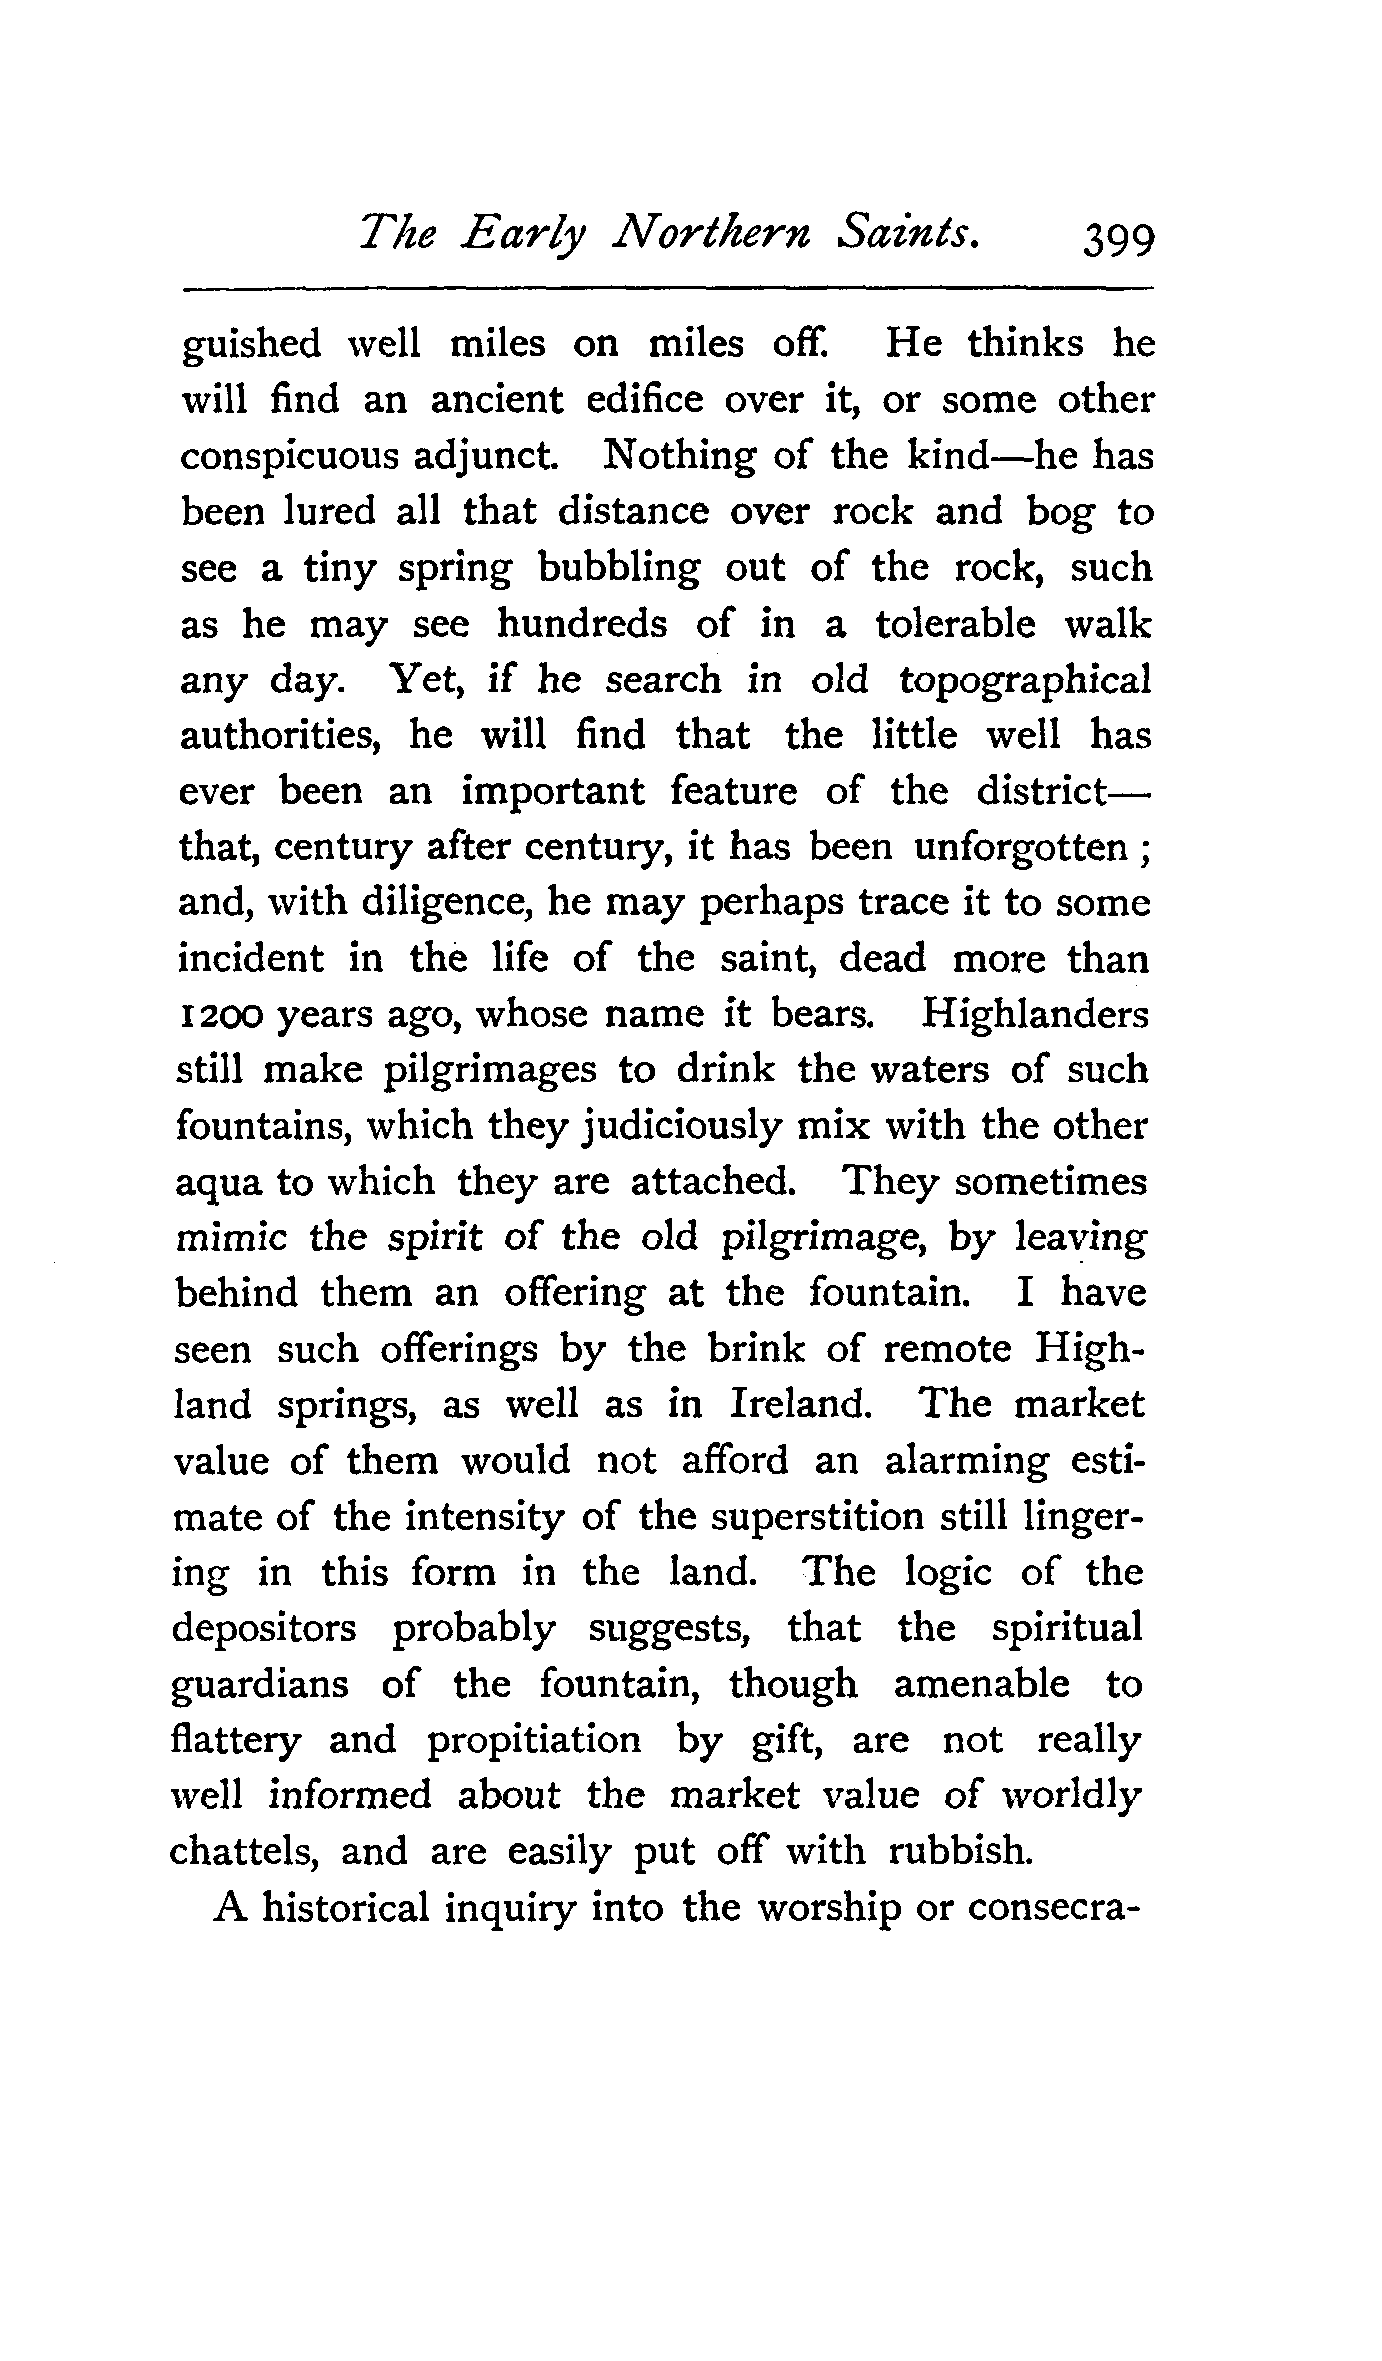 The Early Northern Saints. 399
guished well miles on miles off. He thinks he
will find an ancient edifice over it, or some other
conspicuous adjunct. Nothing of the kind—he has
been lured all that distance over rock and bog to
see a tiny spring bubbling out of the rock, such
as he may see hundreds of in a tolerable walk
any day. Yet, if he search in old topographical
authorities, he will find that the little well has
ever been an important feature of the district—
that, century after century, it has been unforgotten ;
and, with diligence, he may perhaps trace it to some
incident in the life of the saint, dead more than
1200 years ago, whose name it bears. Highlanders
still make pilgrimages to drink the waters of such
fountains, which they judiciously mix with the other
aqua to which they are attached. They sometimes
mimic the spirit of the old pilgrimage, by leaving
behind them an offering at the fountain. I have
seen such offerings by the brink of remote High-
land springs, as well as in Ireland. The market
value of them would not afford an alarming esti-
mate of the intensity of the superstition still linger-
ing in this form in the land. The logic of the
depositors probably suggests, that the spiritual
guardians of the fountain, though amenable to
flattery and propitiation by gift, are not really
well informed about the market value of worldly
chattels, and are easily put off with rubbish.
A historical inquiry into the worship or consecra-